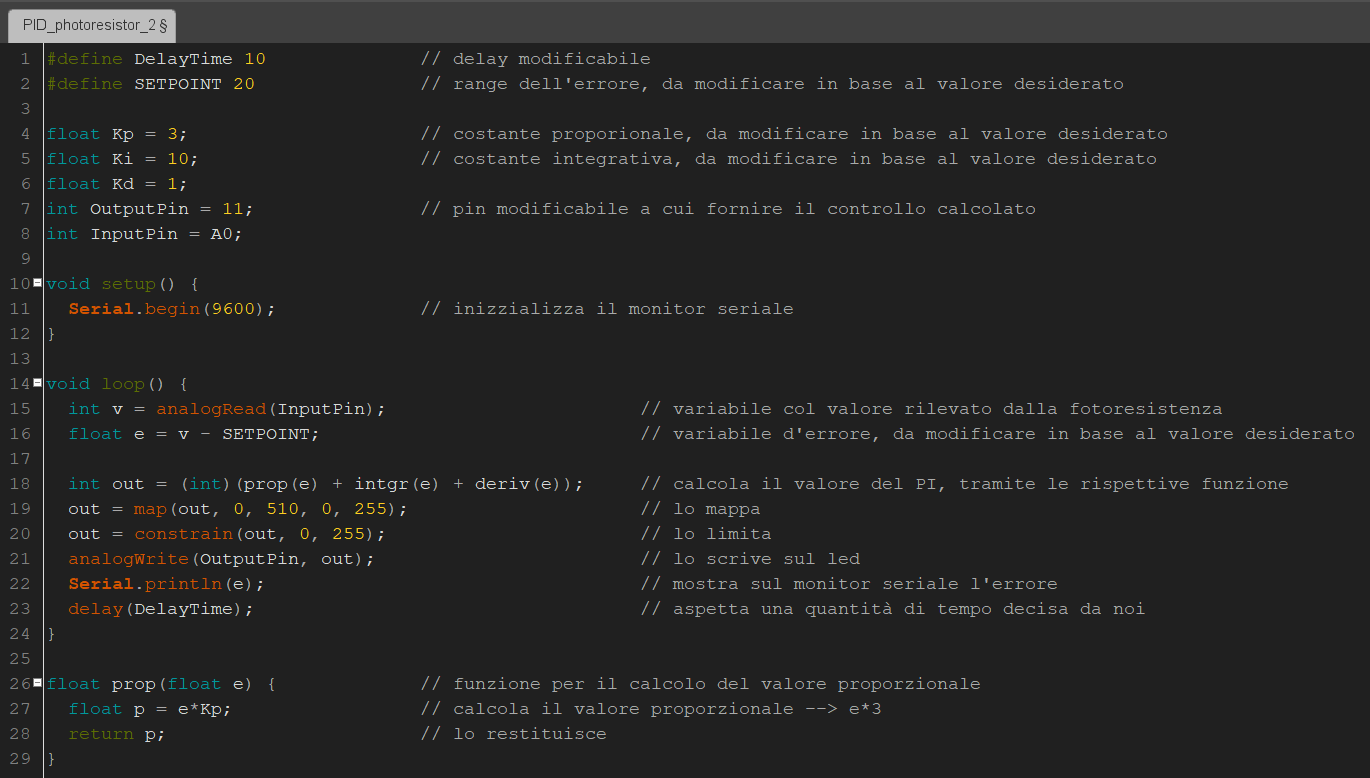 PID_photoresistor_2 §
1 #define DelayTime 10 // delay modificabile
2 #define SETPOINT 20 // range dell'errore, da modificare in base al valore desiderato
3
4 float Kp = 3; // costante proporionale, da modificare in base al valore desiderato
5 float Ki = 10; // costante integrativa, da modificare in base al valore desiderato
6 float Kd = 1;
7 int OutputPin = 11; // pin modificabile a cui fornire il controllo calcolato
8 int InputPin = A0;
9
10 void setup() {
11 Serial.begin(9600); // inizzializza il monitor seriale
12 }
13
14 void loop() {
15 int v = analogRead(InputPin); // variabile col valore rilevato dalla fotoresistenza
16 float e = v - SETPOINT; // variabile d'errore, da modificare in base al valore desiderato
17
18 int out = (int)(prop(e) + intgr(e) + deriv(e)); // calcola il valore del PI, tramite le rispettive funzione
19 out = map(out, 0, 510, 0, 255); // lo mappa
20 out = constrain(out, 0, 255); // lo limita
21 analogWrite(OutputPin, out); // lo scrive sul led
22 Serial.println(e); // mostra sul monitor seriale l'errore
23 delay(DelayTime); // aspetta una quantità di tempo decisa da noi
24 }
25
26 float prop(float e) { // funzione per il calcolo del valore proporzionale
27 float p = e*Kp; // calcola il valore proporzionale --> e*3
28 return p; // lo restituisce
29 }